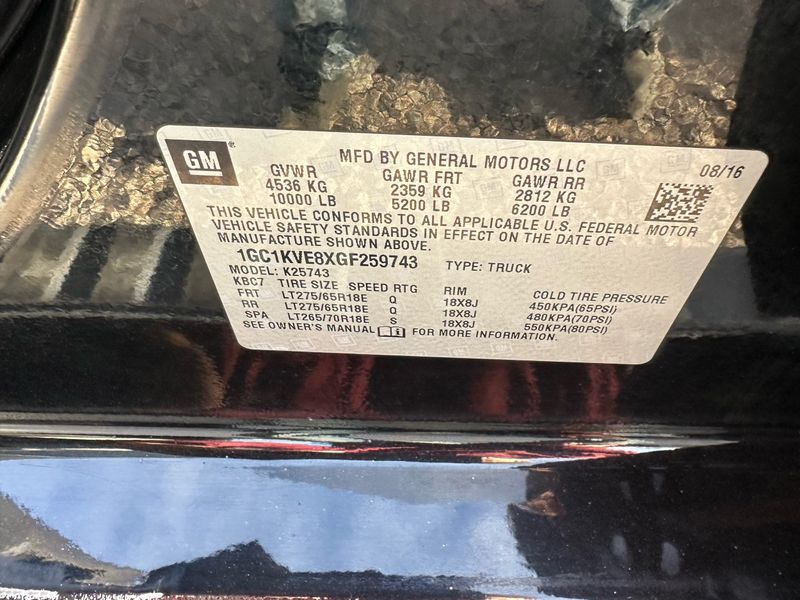 GM
MFD BY GENERAL MOTORS LLC
08/16
GVWR GAWR FRT GAWR RR
4536 KG 2359 KG 2812 KG
10000 LB 5200 LB 6200 LB
THIS VEHICLE CONFORMS TO ALL APPLICABLE U.S. FEDERAL MOTOR
VEHICLE SAFETY STANDARDS IN EFFECT ON THE DATE OF
MANUFACTURE SHOWN ABOVE.
1GC1KVE8XGF259743 TYPE: TRUCK
MODEL: K25743
KBC7 TIRE SIZE SPEED RTG RIM COLD TIRE PRESSURE
FRT LT275/65R18E Q 18X8J 450KPA(65PSI)
RR LT275/65R18E Q 18X8J 480KPA(70PSI)
SPA LT265/70R18E S 18X8J 550KPA(80PSI)
SEE OWNER'S MANUAL FOR MORE INFORMATION.